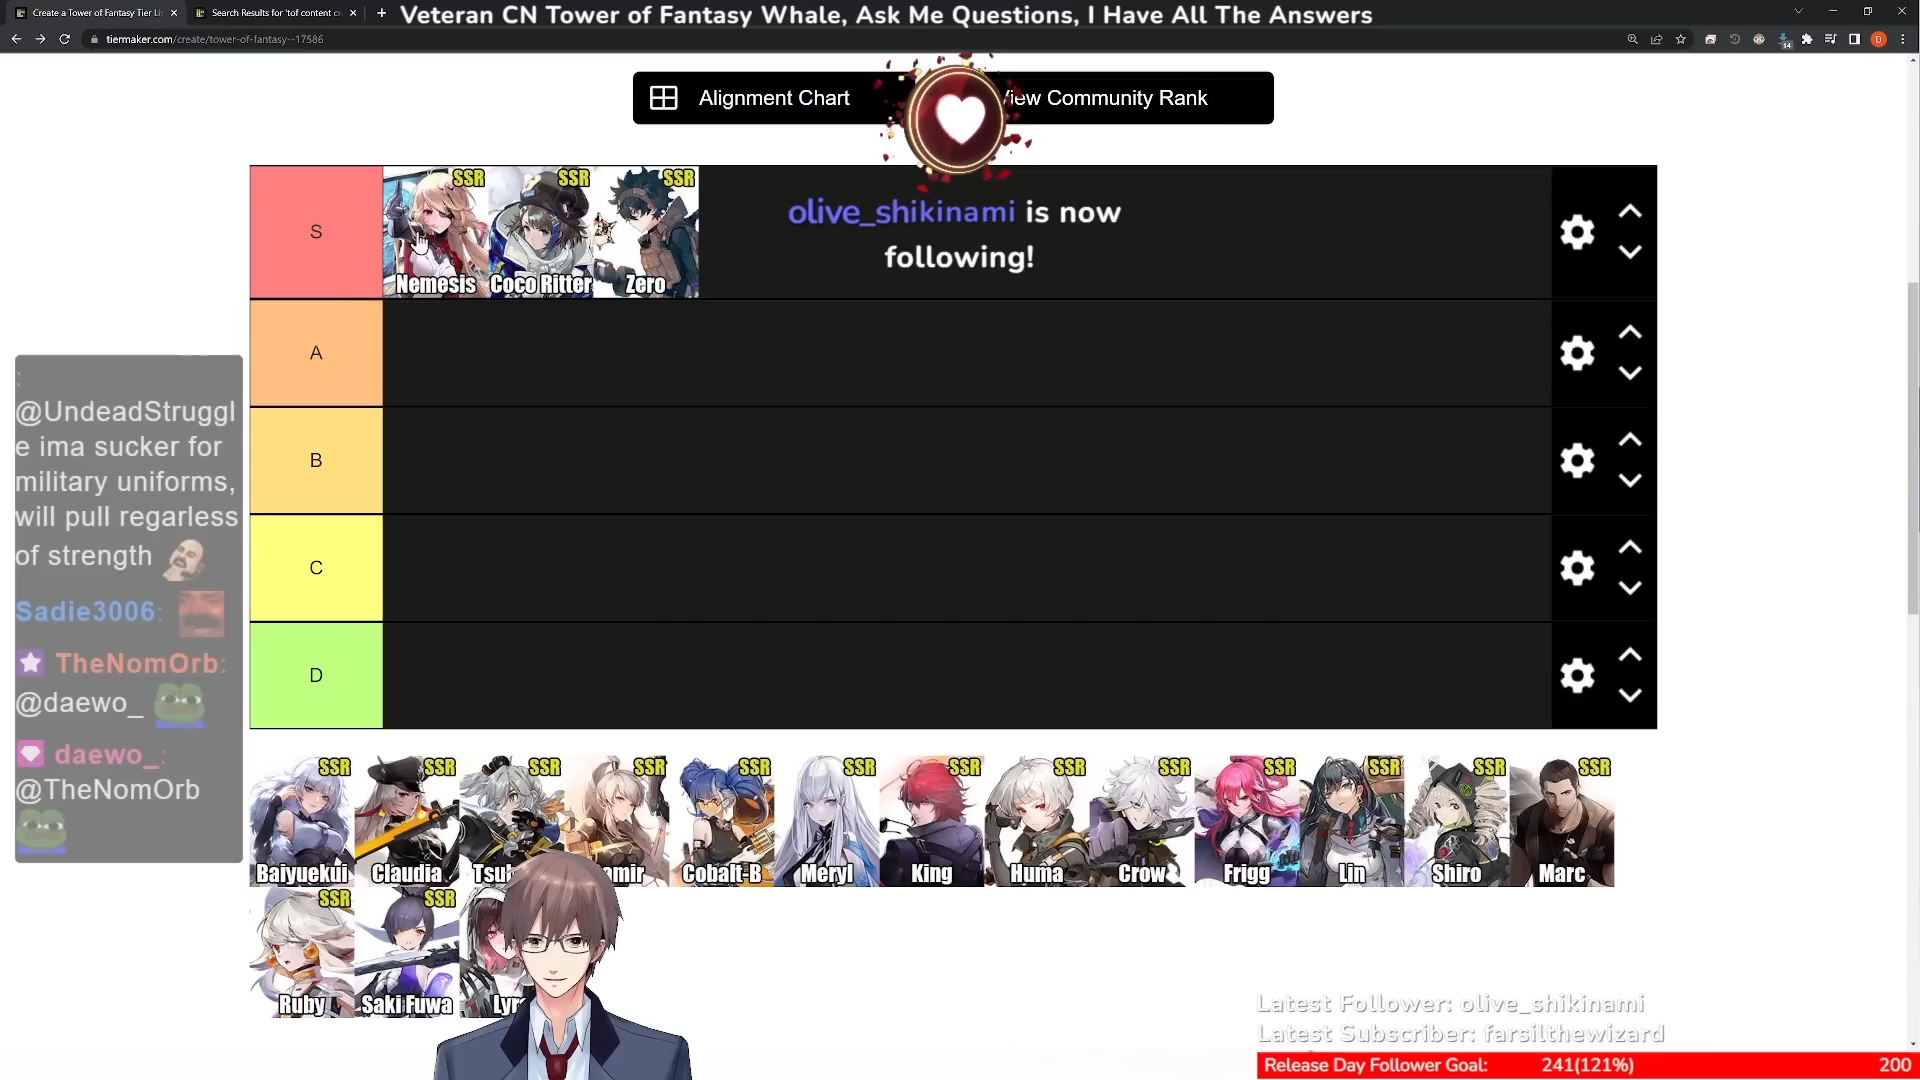 Create a Tower of Fantasy Tier Li
Search Results for 'tof content c
Veteran CN Tower of Fantasy Whale, Ask Me Questions, I Have All The Answers
tiermaker.com/create/tower-of-fantasy--17586
14
D
Alignment Chart
View Community Rank
S
SSR
Nemesis
SSR
Coco Ritter
SSR
Zero
olive_shikinami is now
following!
A
B
C
D
:
@UndeadStruggl
e ima sucker for
military uniforms,
will pull regarless
of strength
Sadie3006:
TheNomOrb:
@daewo_
daewo_:
@TheNomOrb
SSR SSR SSR SSR SSR SSR SSR SSR SSR SSR SSR SSR SSR
Baiyuekui Claudia Cobalt-B Meryl King Huma Crow Frigg Lin Shiro Marc
SSR SSR
Ruby Saki Fuwa
Latest Follower: olive_shikinami
Latest Subscriber: farsilthewizard
Release Day Follower Goal: 241(121%) 200